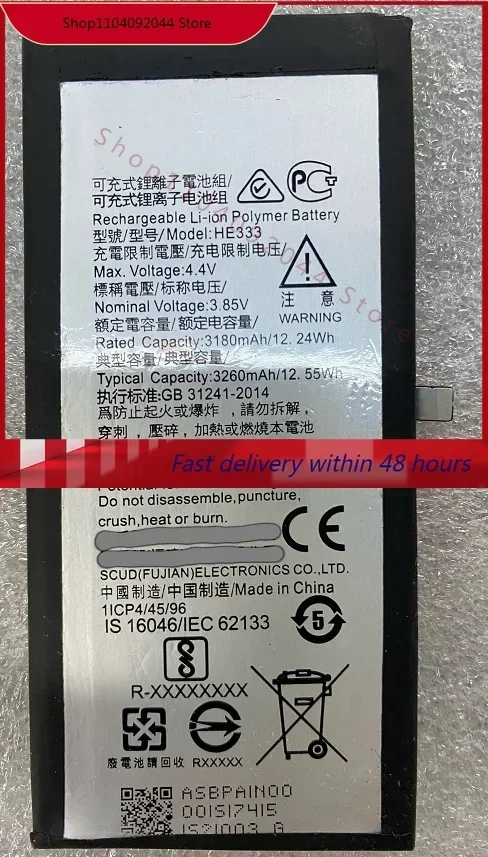 Shop1104092044 Store
可充式鋰離子電池組/
可充式锂离子电池组
Rechargeable Li-ion Polymer Battery
型號/型号/Model:HE333
充電限制電壓/充电限制电压/
Max. Voltage:4.4V
標稱電壓/标称电压/
Nominal Voltage:3.85V
注 意
WARNING
額定電容量/额定电容量/
Rated Capacity:3180mAh/12.24Wh
典型容量/典型容量/
Typical Capacity:3260mAh/12.55Wh
执行标准:GB 31241-2014
爲防止起火或爆炸，請勿拆解，
穿刺，壓碎，加熱或燃燒本電池
Shop1104092044 Store
Fast delivery within 48 hours
Do not disassemble,puncture,
crush,heat or burn.
CE
SCUD(FUJIAN)ELECTRONICS CO.,LTD.
中國製造/中国制造/Made in China
1ICP4/45/96
IS 16046/IEC 62133
5
R-XXXXXXXX
廢電池請回收 RXXXXX
ASBPA1N00
001S17415
1S21003 G